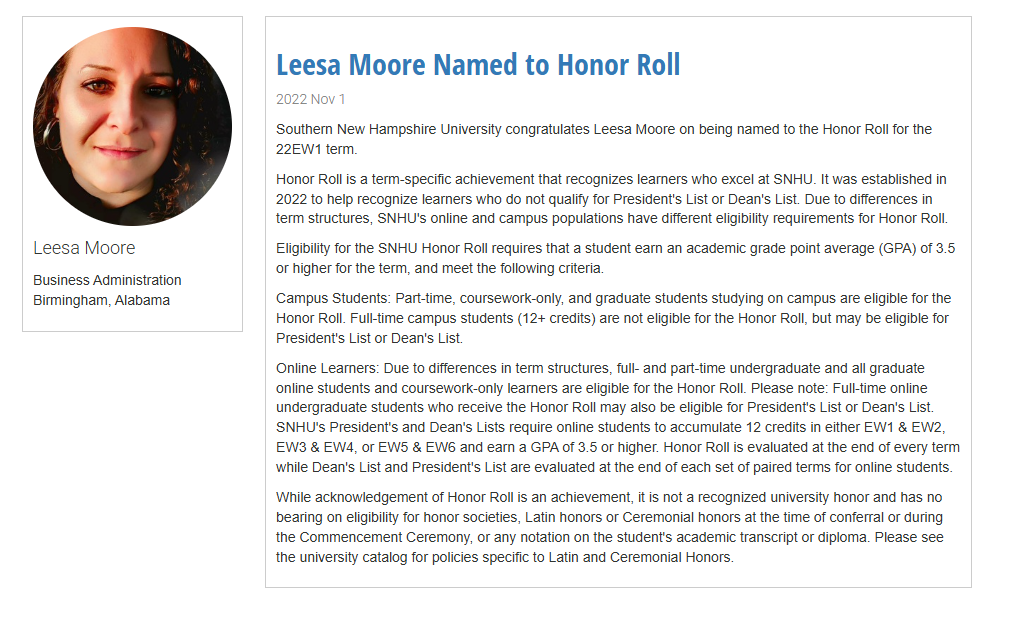 Leesa Moore
Business Administration
Birmingham, Alabama
Leesa Moore Named to Honor Roll
2022 Nov 1
Southern New Hampshire University congratulates Leesa Moore on being named to the Honor Roll for the
22EW1 term.
Honor Roll is a term-specific achievement that recognizes learners who excel at SNHU. It was established in
2022 to help recognize learners who do not qualify for President's List or Dean's List. Due to differences in
term structures, SNHU's online and campus populations have different eligibility requirements for Honor Roll.
Eligibility for the SNHU Honor Roll requires that a student earn an academic grade point average (GPA) of 3.5
or higher for the term, and meet the following criteria.
Campus Students: Part-time, coursework-only, and graduate students studying on campus are eligible for the
Honor Roll. Full-time campus students (12+ credits) are not eligible for the Honor Roll, but may be eligible for
President's List or Dean's List.
Online Learners: Due to differences in term structures, full- and part-time undergraduate and all graduate
online students and coursework-only learners are eligible for the Honor Roll. Please note: Full-time online
undergraduate students who receive the Honor Roll may also be eligible for President's List or Dean's List.
SNHU's President's and Dean's Lists require online students to accumulate 12 credits in either EW1 & EW2,
EW3 & EW4, or EW5 & EW6 and earn a GPA of 3.5 or higher. Honor Roll is evaluated at the end of every term
while Dean's List and President's List are evaluated at the end of each set of paired terms for online students.
While acknowledgement of Honor Roll is an achievement, it is not a recognized university honor and has no
bearing on eligibility for honor societies, Latin honors or Ceremonial honors at the time of conferral or during
the Commencement Ceremony, or any notation on the student's academic transcript or diploma. Please see
the university catalog for policies specific to Latin and Ceremonial Honors.